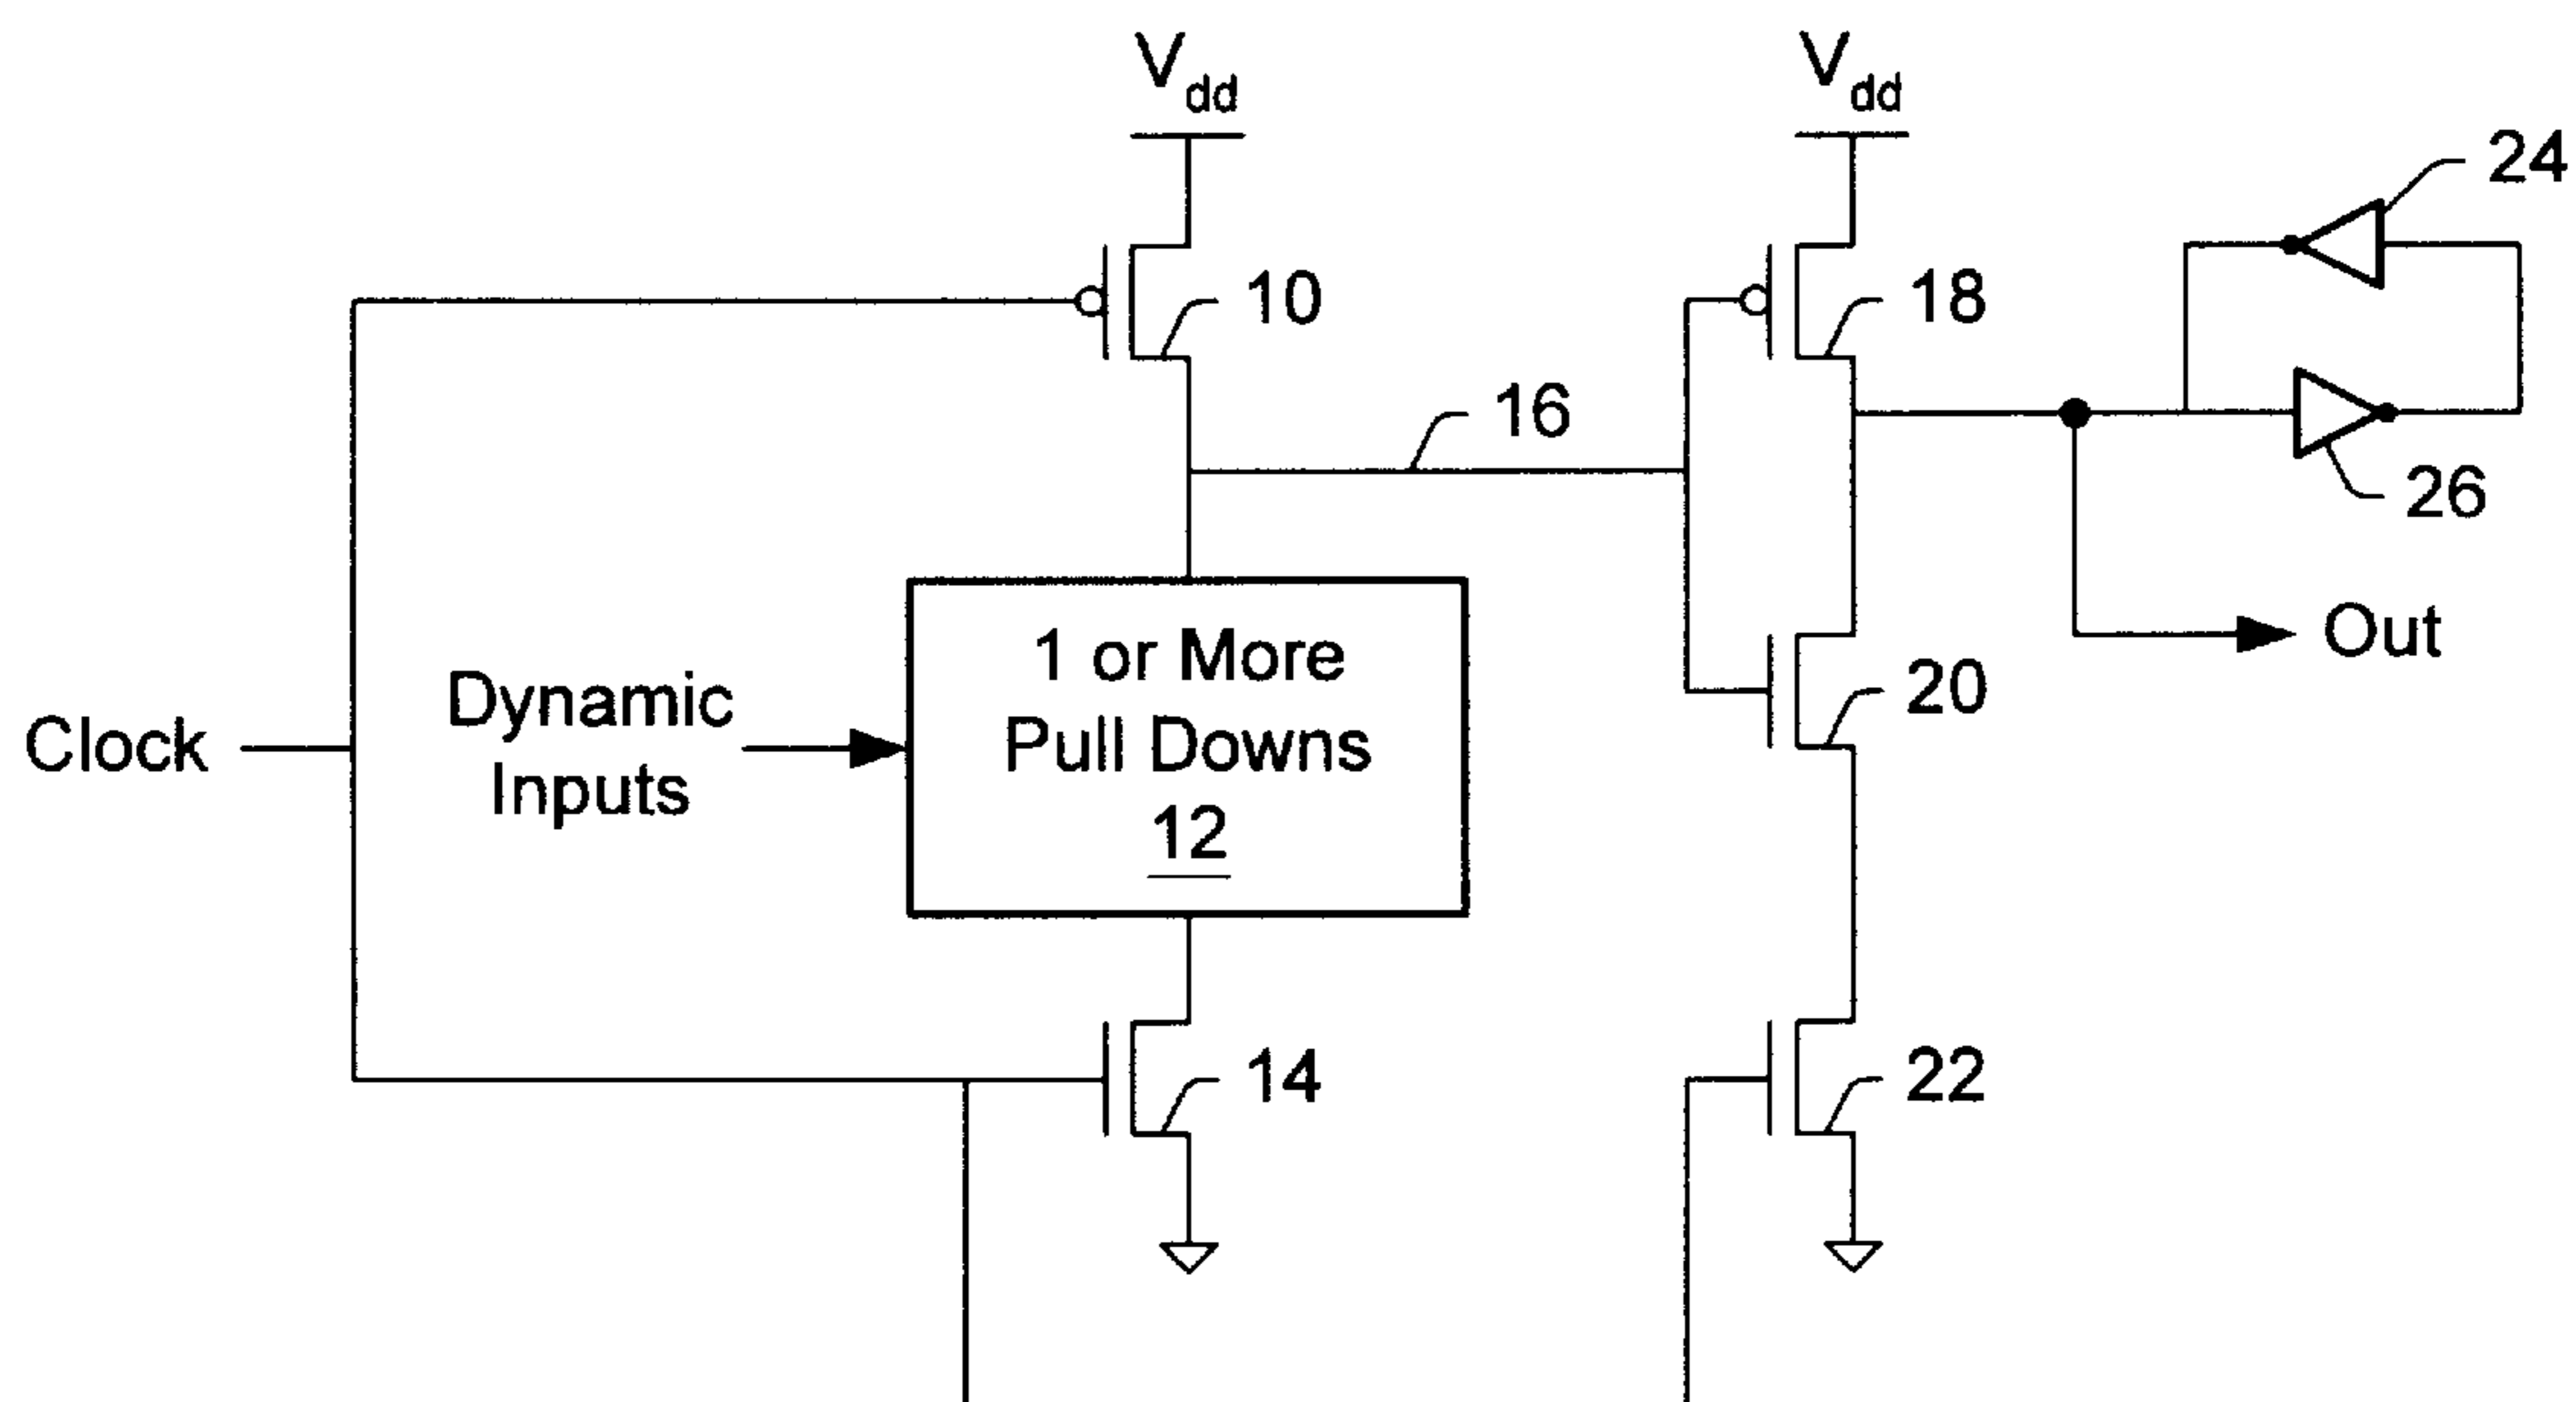 Vdd
Vdd
24
10
18
16
26
1 or More
Pull Downs
12
Out
Dynamic
Inputs
20
Clock
14
22